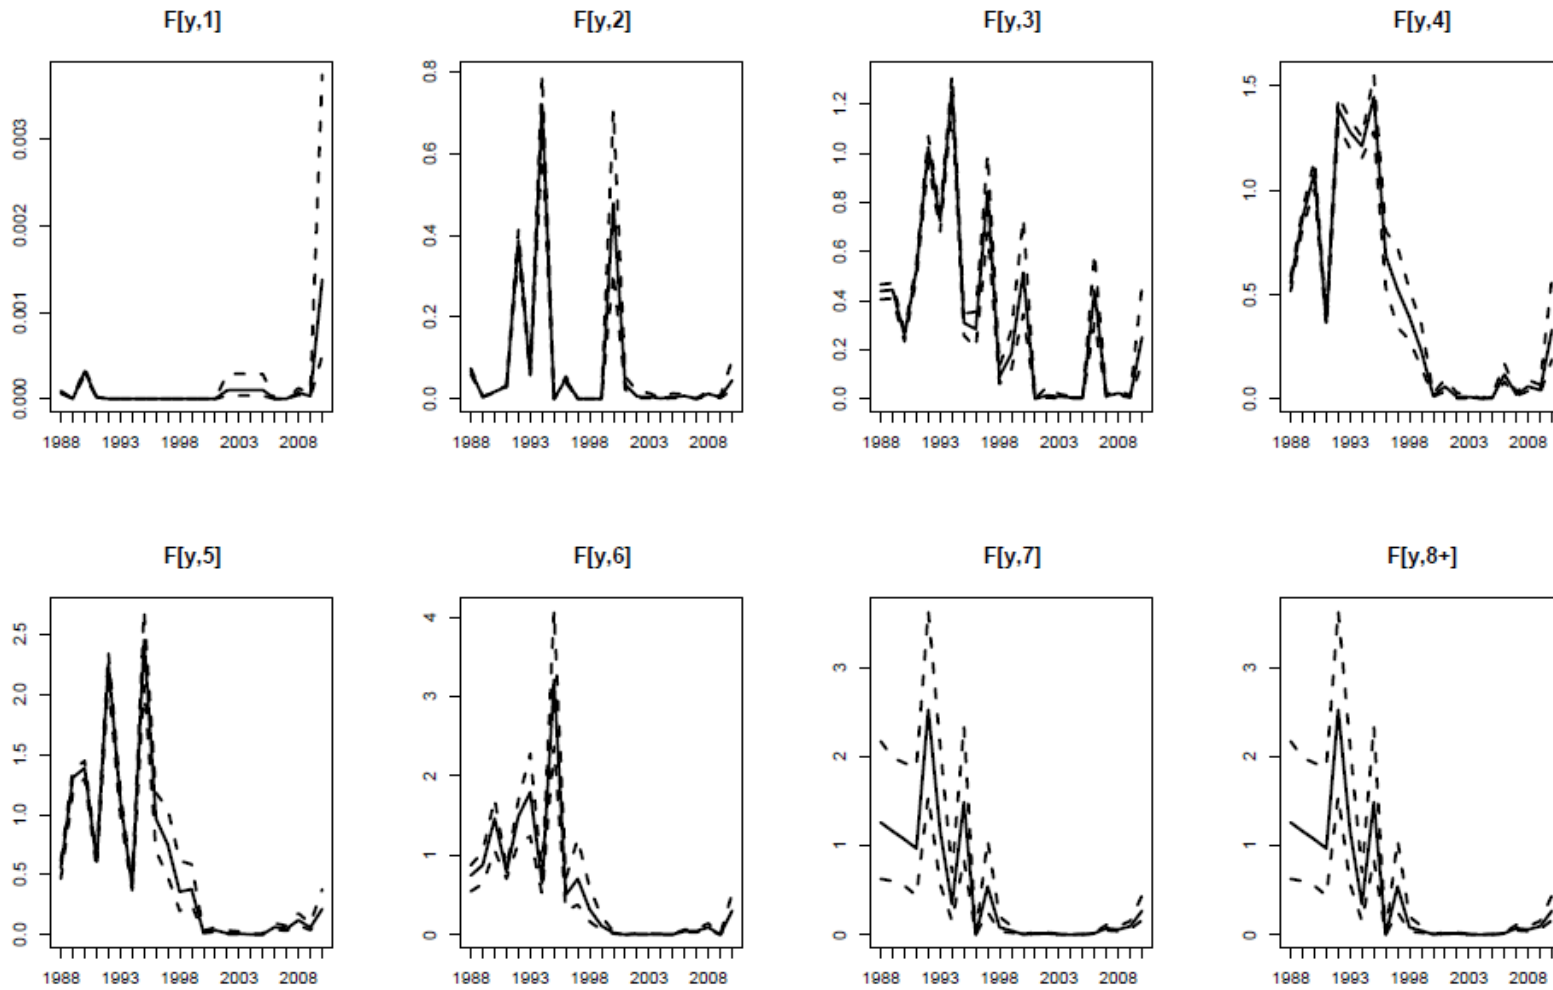 F[y,1]
F[y,2]
F[y,3]
F[y,4]
0.000 0.001 0.002 0.003
0.0 0.2 0.4 0.6 0.8
0.0 0.2 0.4 0.6 0.8 1.0 1.2
0.0 0.5 1.0 1.5
1988 1993 1998 2003 2008
1988 1993 1998 2003 2008
1988 1993 1998 2003 2008
1988 1993 1998 2003 2008
F[y,5]
F[y,6]
F[y,7]
F[y,8+]
0.0 0.5 1.0 1.5 2.0 2.5
0 1 2 3 4
0 1 2 3
0 1 2 3
1988 1993 1998 2003 2008
1988 1993 1998 2003 2008
1988 1993 1998 2003 2008
1988 1993 1998 2003 2008